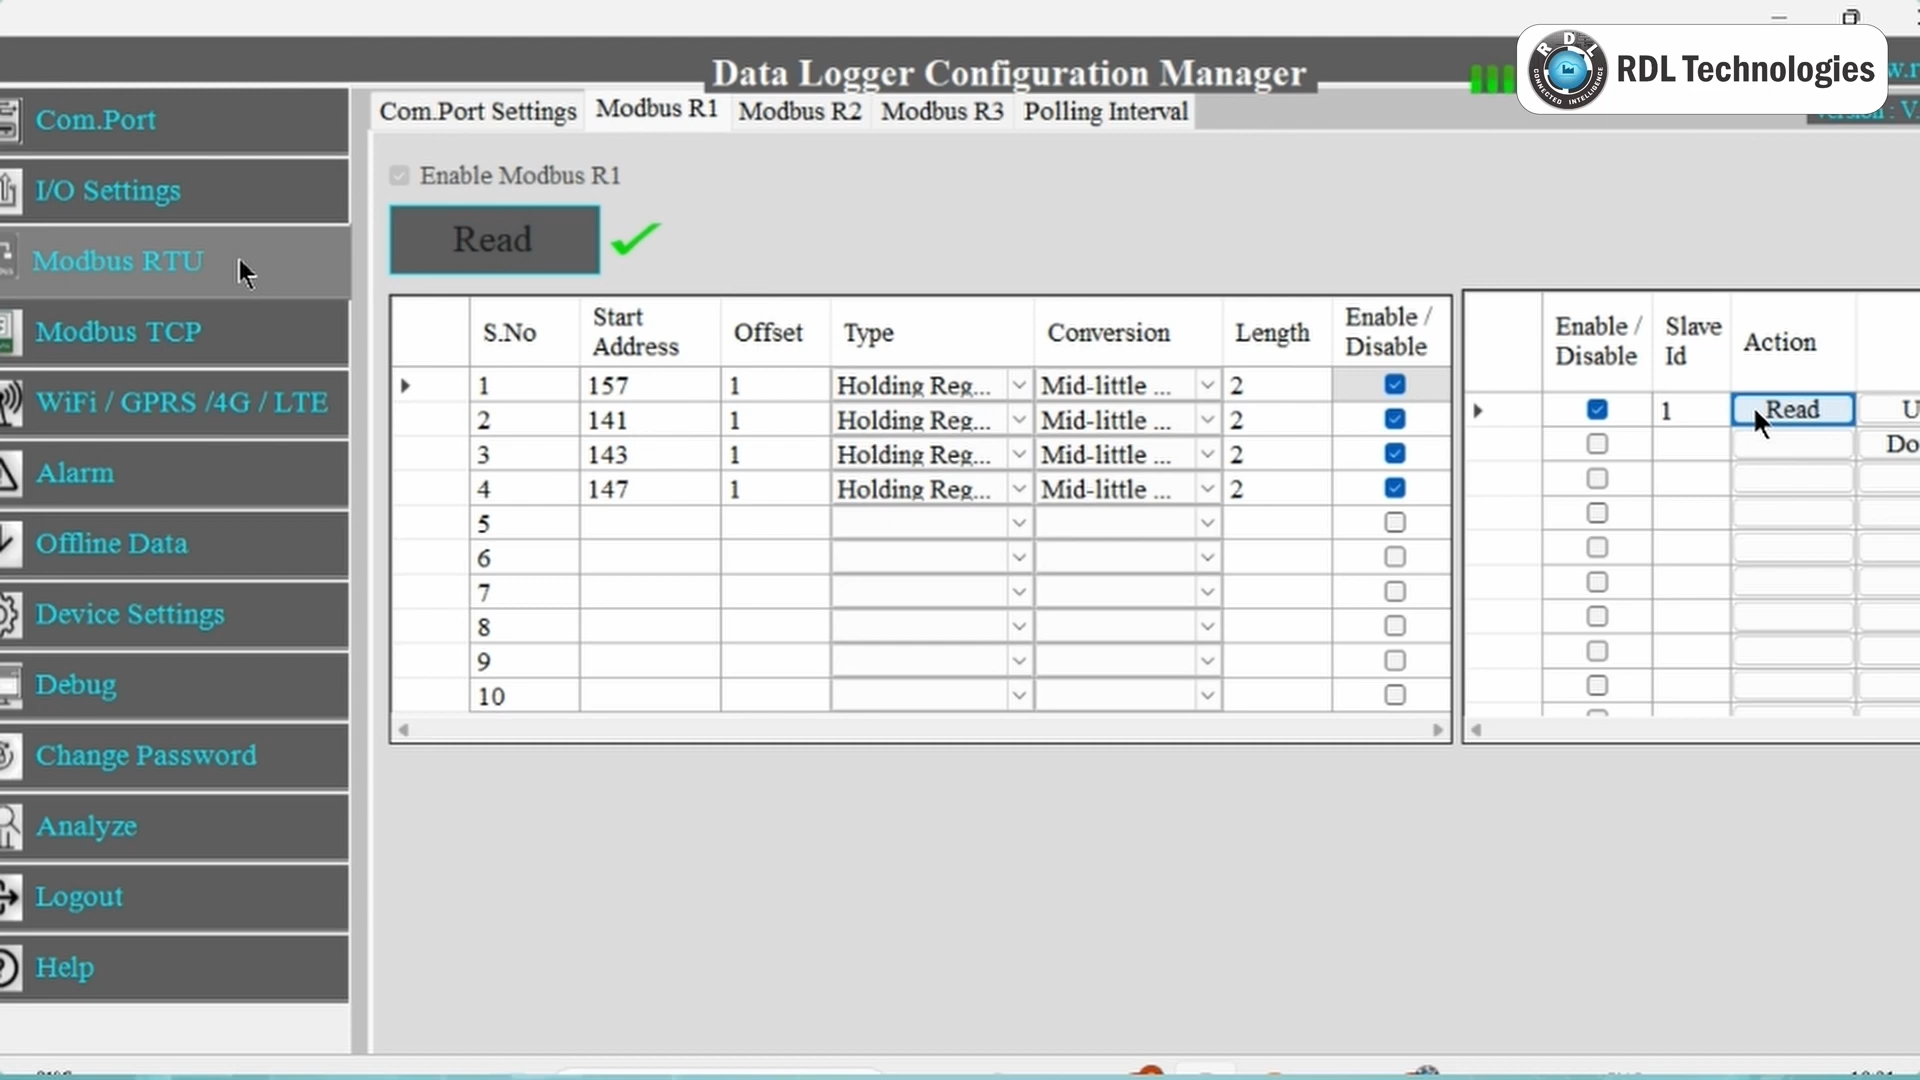 Data Logger Configuration Manager
RDL Technologies
RDL
CONNECTED INTELLIGENCE
Com.Port
I/O Settings
Modbus RTU
Modbus TCP
WiFi / GPRS /4G / LTE
Alarm
Offline Data
Device Settings
Debug
Change Password
Analyze
Logout
Help
Com.Port Settings Modbus R1 Modbus R2 Modbus R3 Polling Interval
Enable Modbus R1
Read
S.No Start Address Offset Type Conversion Length Enable / Disable
1 157 1 Holding Reg... Mid-little ... 2
2 141 1 Holding Reg... Mid-little ... 2
3 143 1 Holding Reg... Mid-little ... 2
4 147 1 Holding Reg... Mid-little ... 2
5
6
7
8
9
10
Enable / Disable Slave Id Action
1 Read U
Do